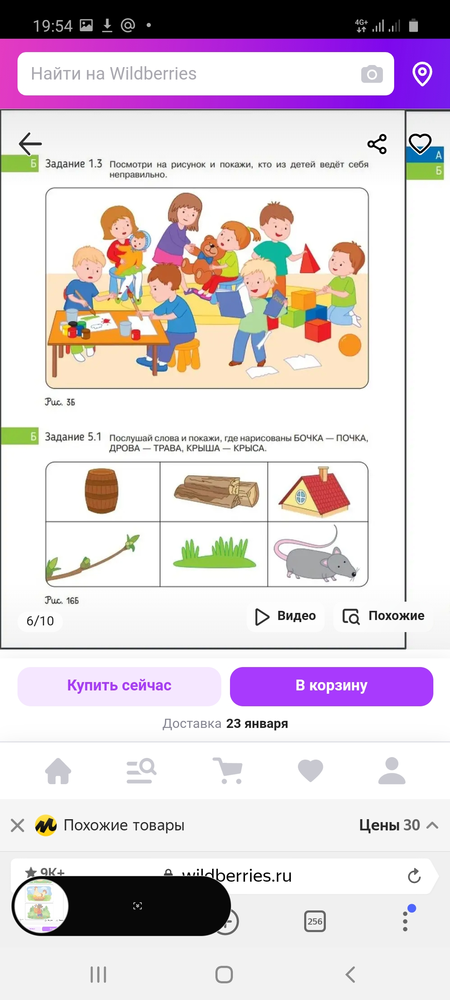 19:54
4G+
Найти на Wildberries
А
Б
Б Задание 1.3 Посмотри на рисунок и покажи, кто из детей ведёт себя
неправильно.
Рис. 3Б
Б Задание 5.1 Послушай слова и покажи, где нарисованы БОЧКА — ПОЧКА,
ДРОВА — ТРАВА, КРЫША — КРЫСА.
Рис. 16Б
6/10
Видео
Похожие
Купить сейчас
В корзину
Доставка 23 января
Похожие товары
Цены 30
9K+
wildberries.ru
256